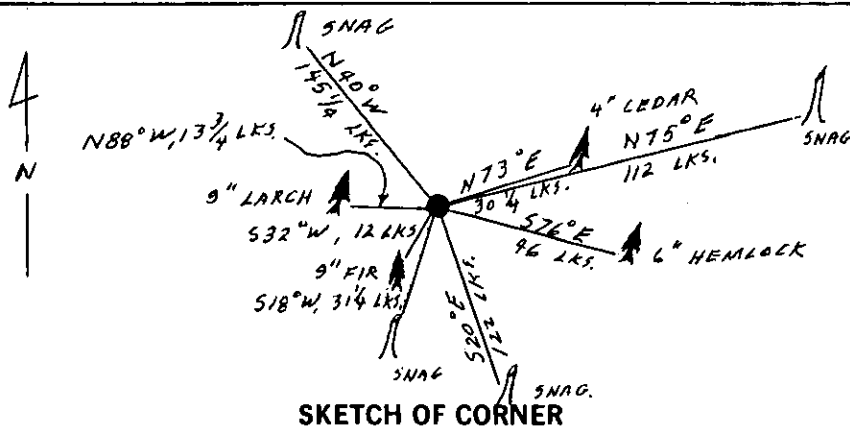 SNAG
N40°W
145 1/4 LKS.
4" CEDAR
N75°E
112 LKS.
SNAG
N88°W, 13 3/4 LKS.
N
N73°E
30 1/4 LKS.
9" LARCH
S32°W, 12 LKS
S76°E
46 LKS.
6" HEMLOCK
9" FIR
S18°W, 31 1/4 LKS.
S20°E
122 LKS.
SNAG
SNAG.
SKETCH OF CORNER